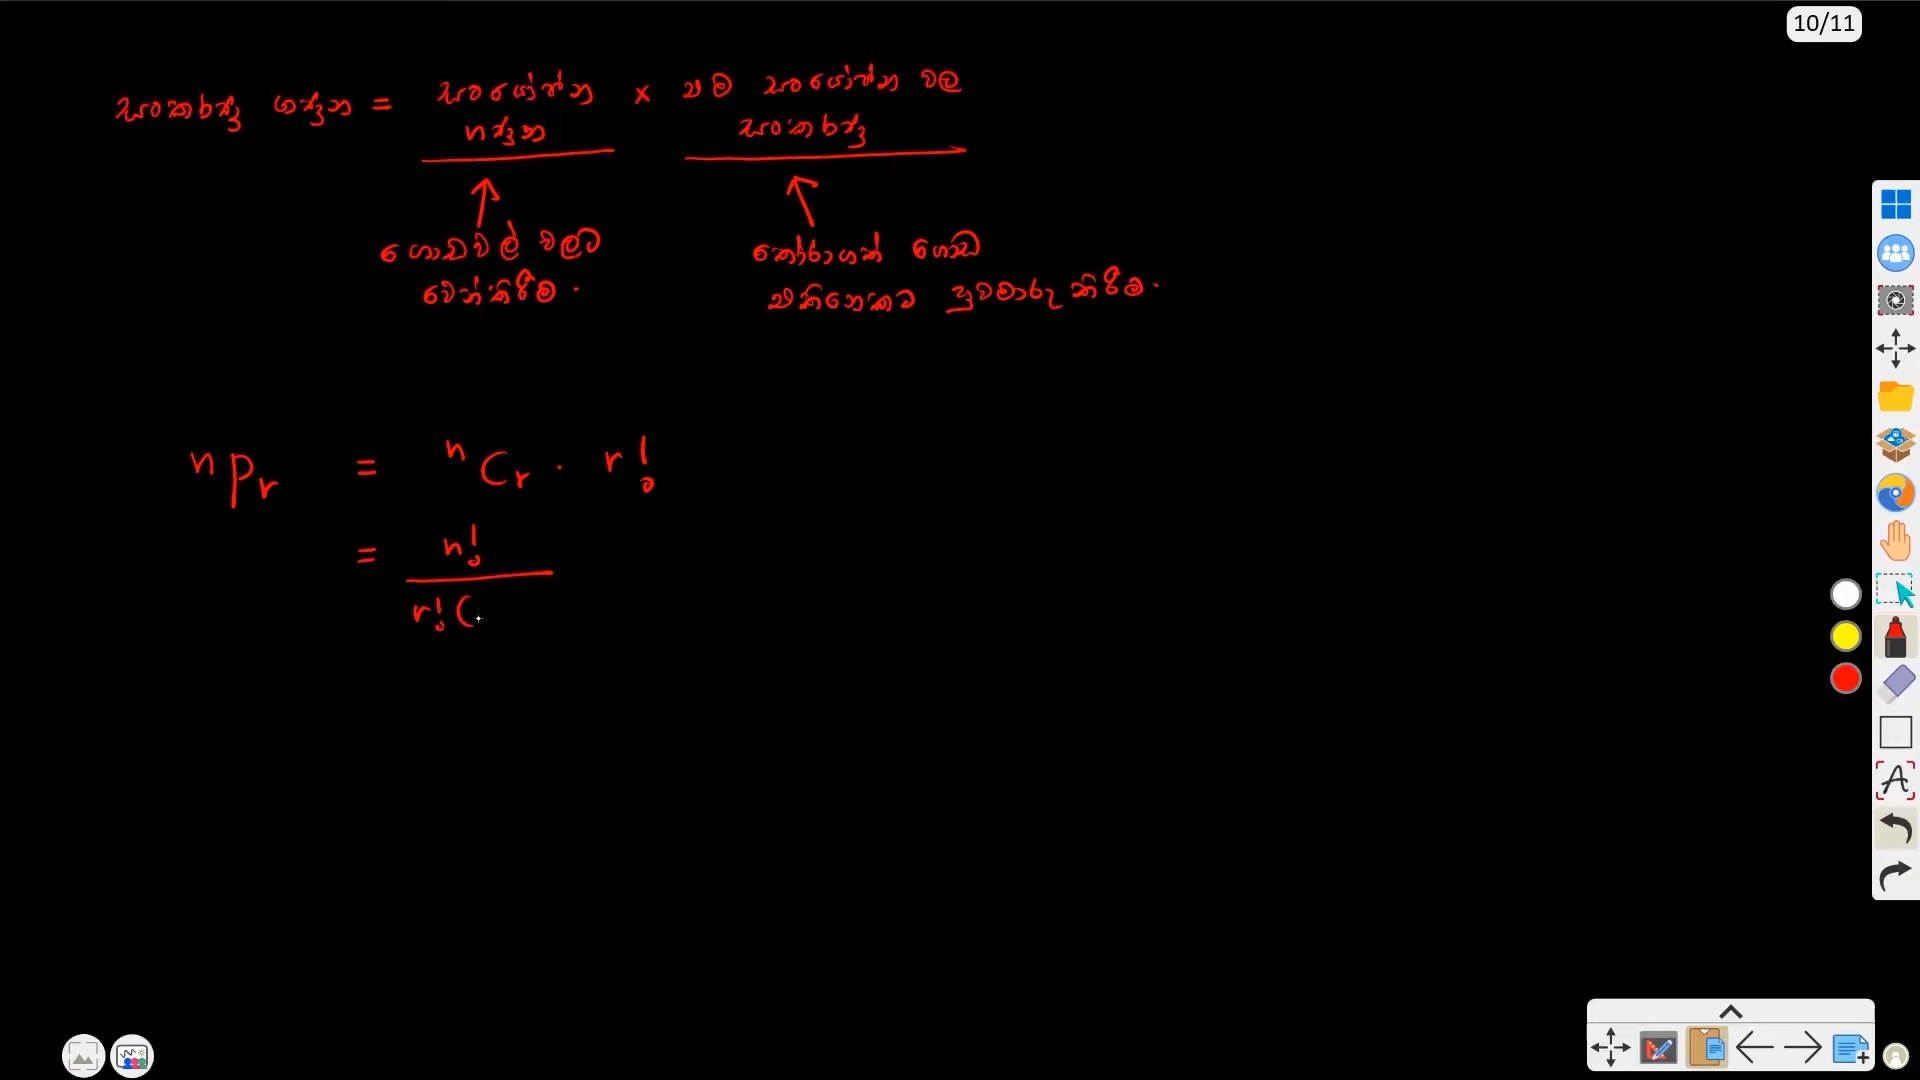 10/11
සංකරණ ගණන = සංයෝජන × එම සංයෝජන වල
ගණන සංකරණ
ගොඩවල් වලට තෝරාගත් ගොඩ
වෙන්කිරීම. එකිනෙකට හුවමාරු කිරීම.
ⁿPᵣ = ⁿCᵣ · r!
= n!
r! (